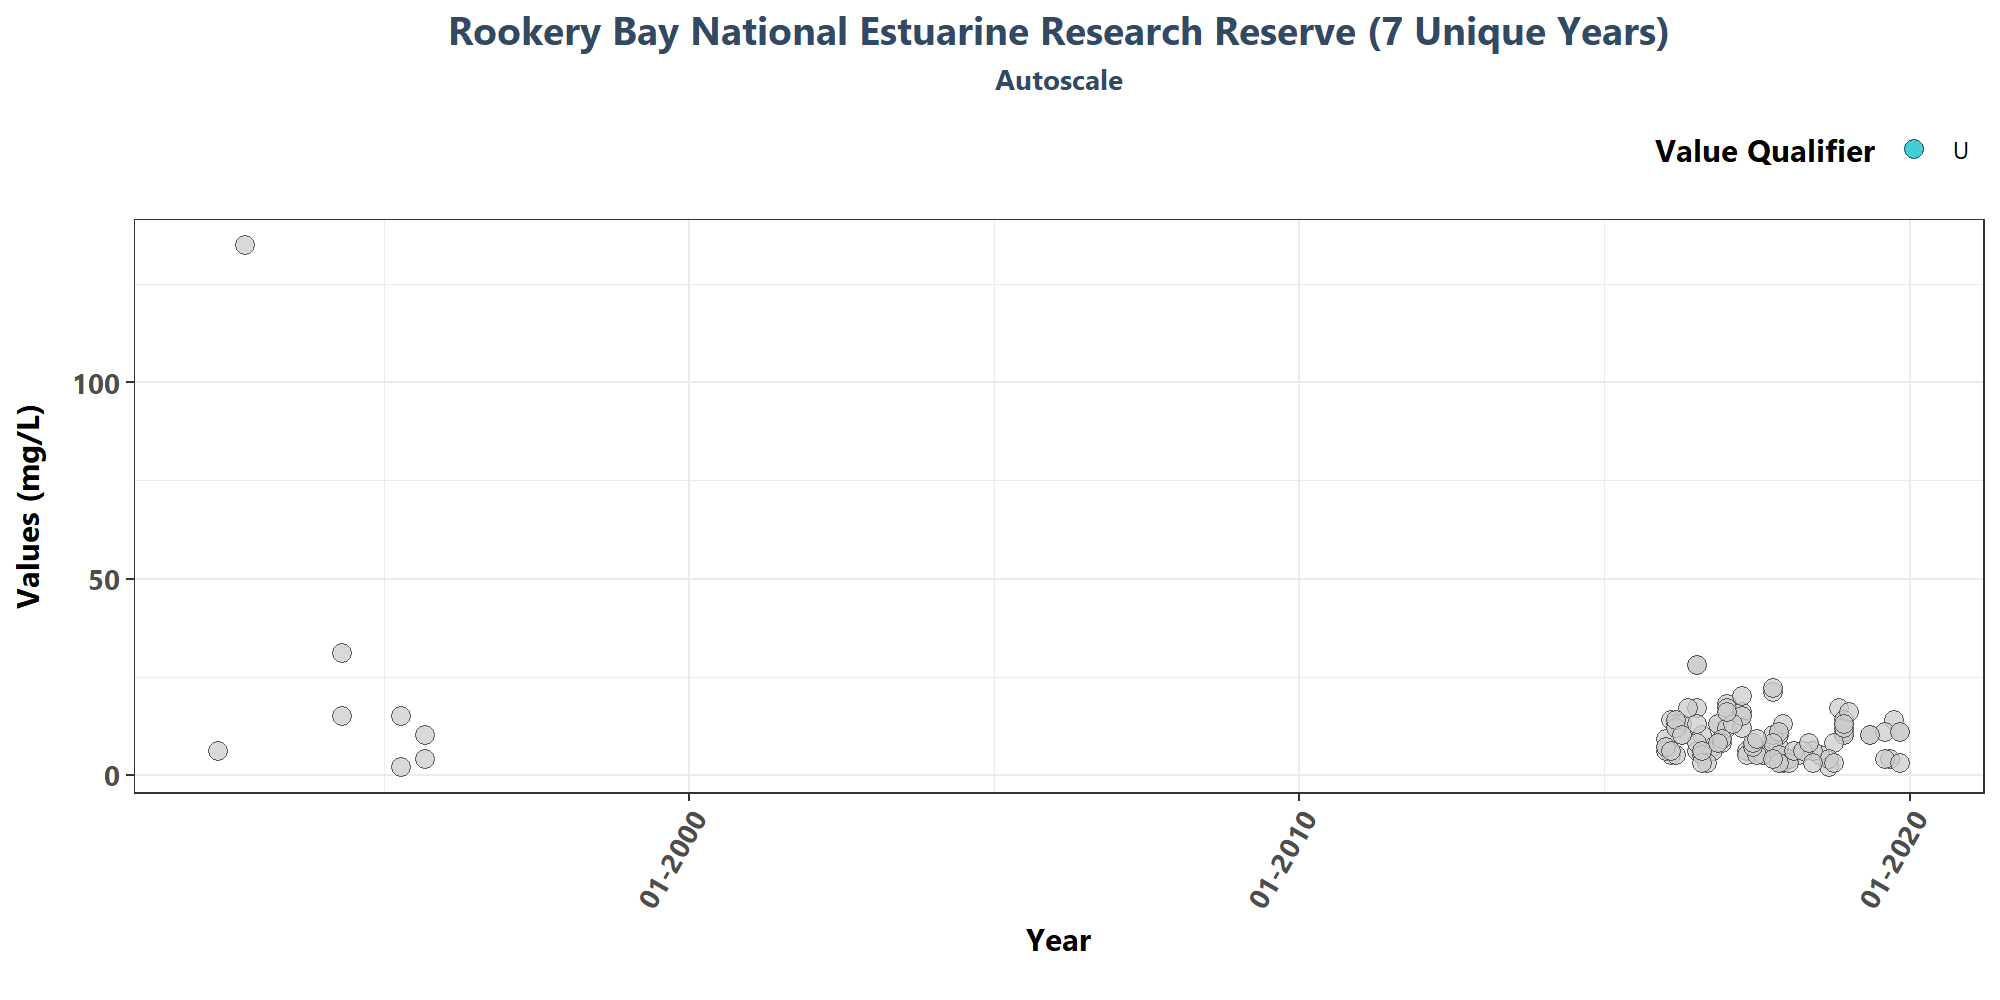 Rookery Bay National Estuarine Research Reserve (7 Unique Years)
Autoscale
Value Qualifier U
Values (mg/L)
100
50
0
01-2000
01-2010
01-2020
Year